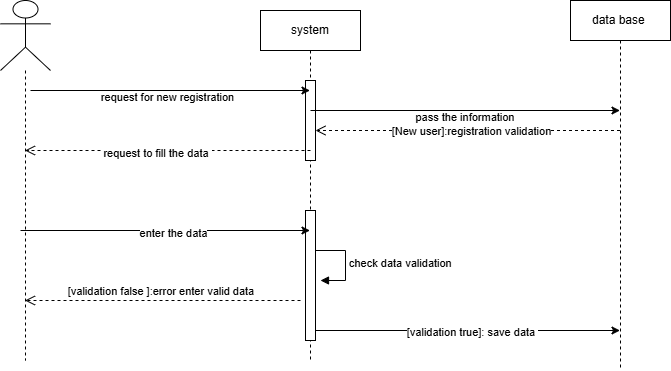 system
data base
request for new registration
pass the information
[New user]:registration validation
request to fill the data
enter the data
check data validation
[validation false ]:error enter valid data
[validation true]: save data